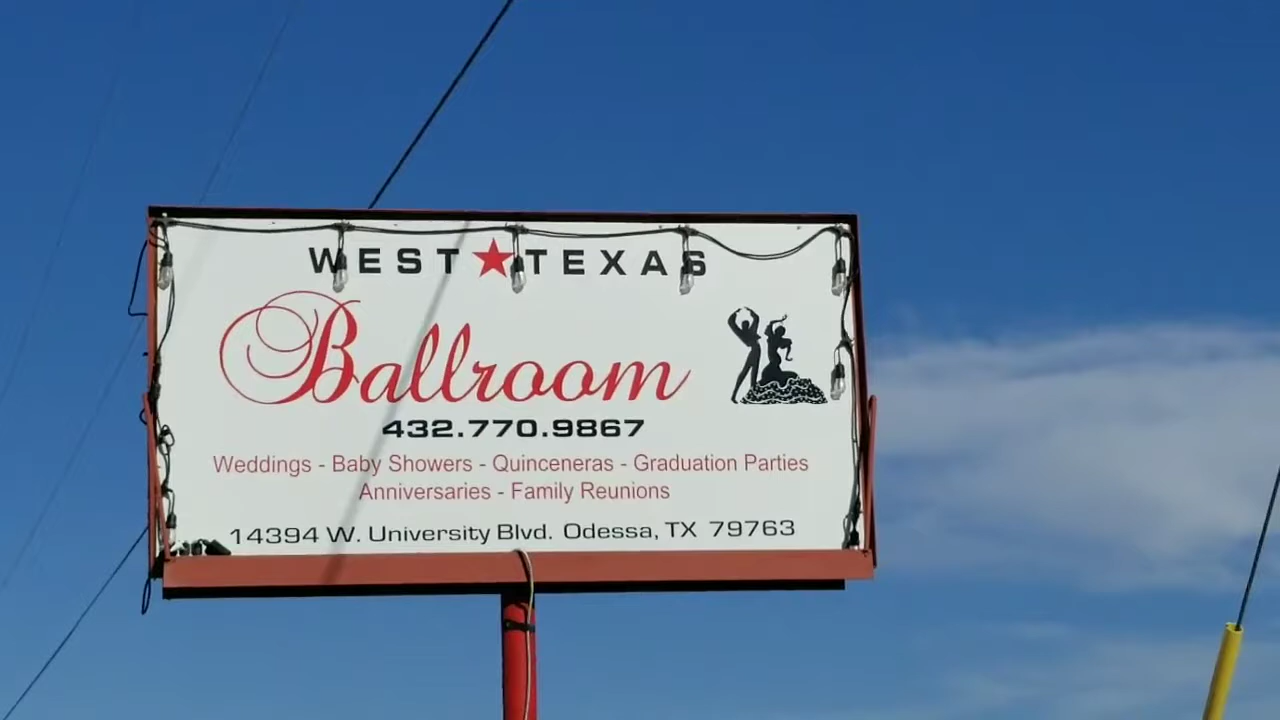 WEST TEXAS
Ballroom
432.770.9867
Weddings - Baby Showers - Quinceneras - Graduation Parties
Anniversaries - Family Reunions
14394 W. University Blvd. Odessa, TX 79763